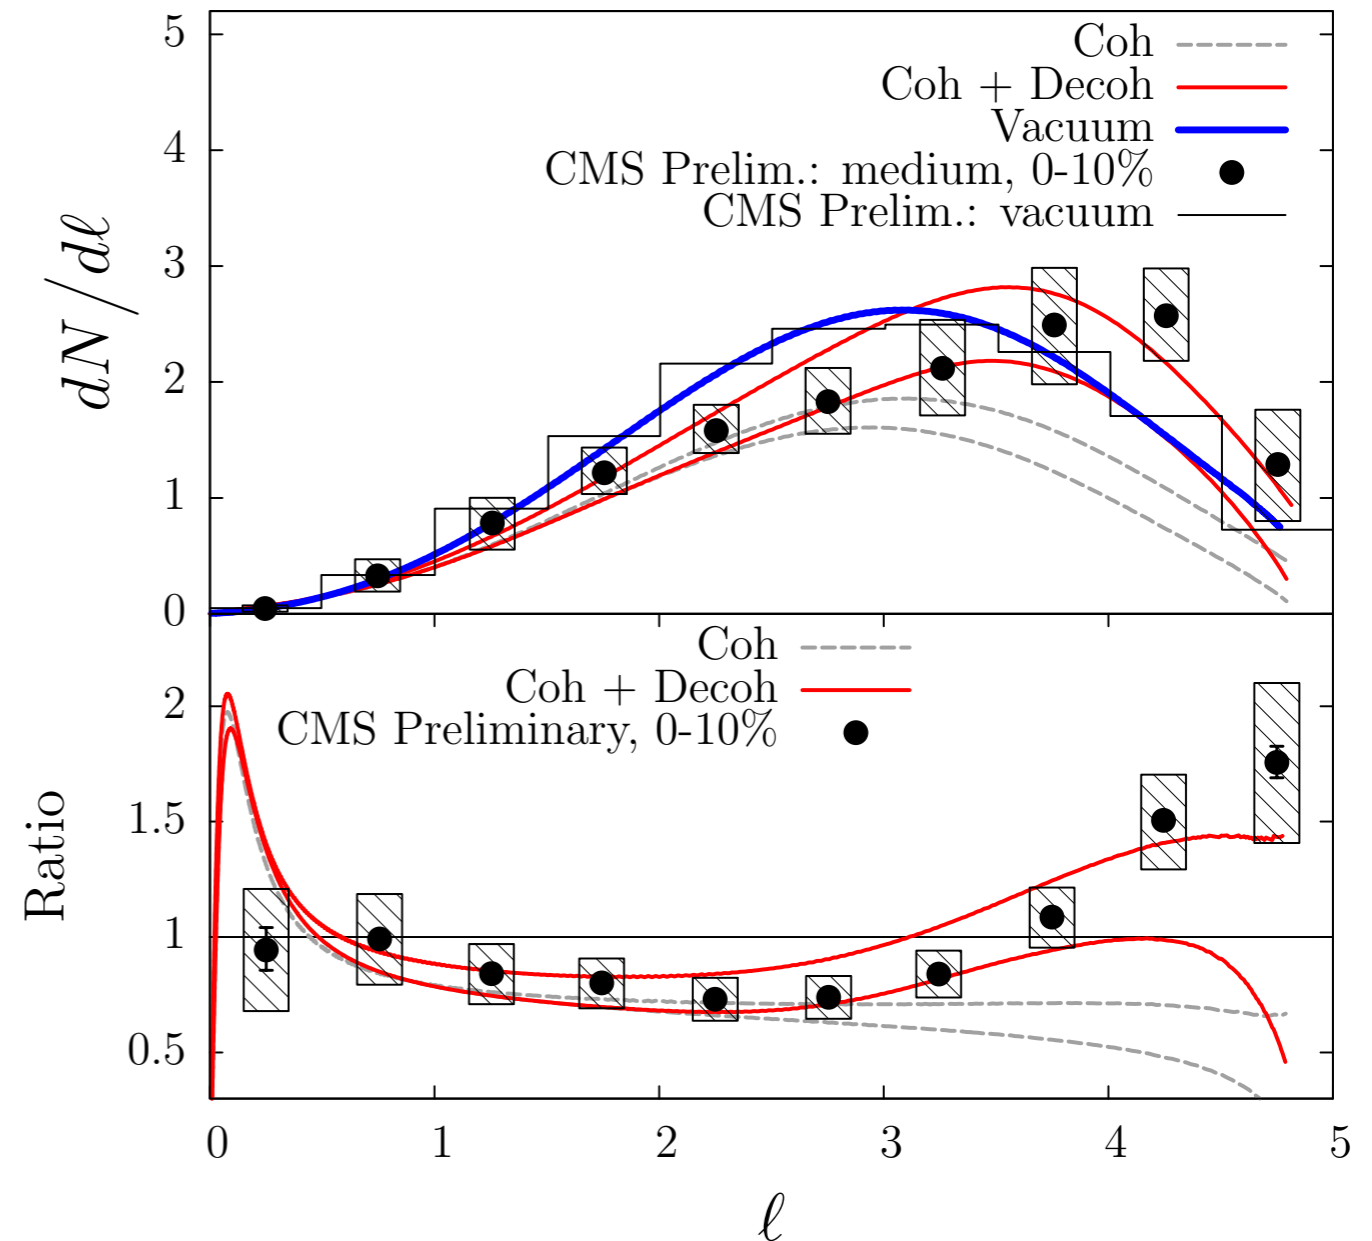 5
4
3
2
1
0
dN/dℓ
Coh
Coh + Decoh
Vacuum
CMS Prelim.: medium, 0-10%
CMS Prelim.: vacuum
2
1.5
1
0.5
Ratio
Coh
Coh + Decoh
CMS Preliminary, 0-10%
0 1 2 3 4 5
ℓ